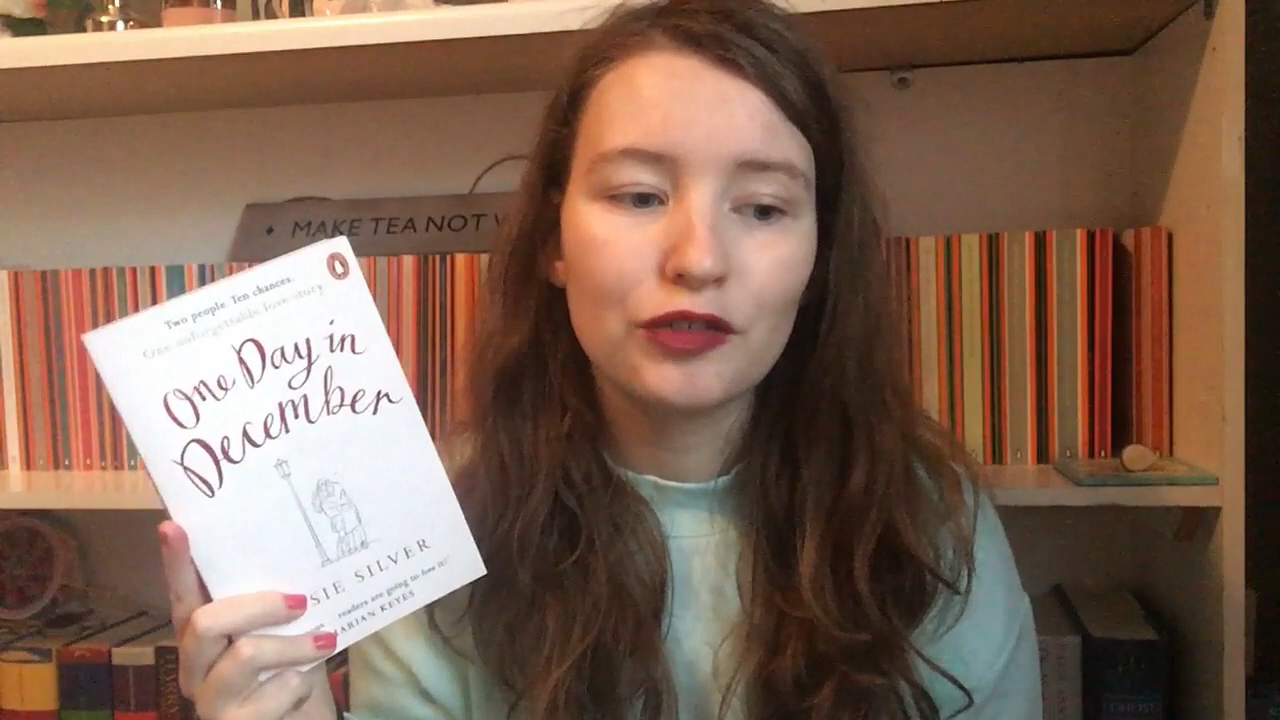 MAKE TEA NOT
Two people. Ten chances.
One unforgettable love story
One Day in
December
SIE SILVER
readers are going to love it!
MARIAN KEYES